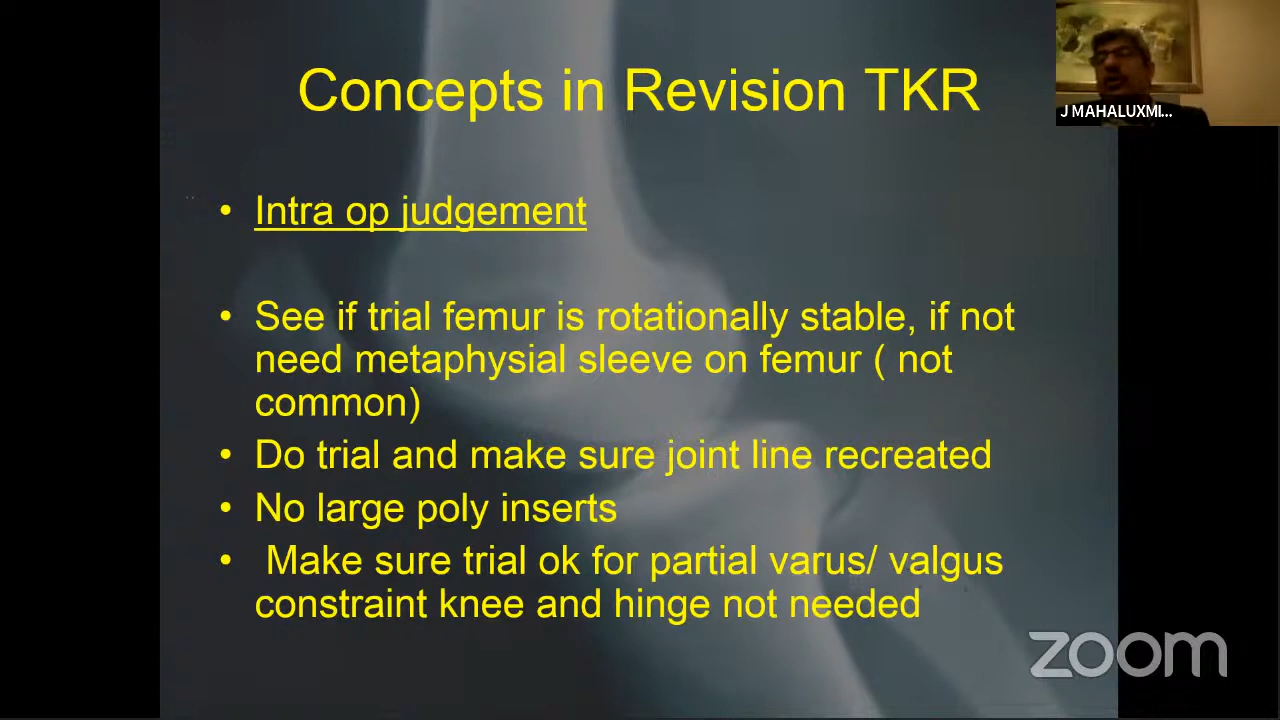 Concepts in Revision TKR
J MAHALUXMI...
• Intra op judgement
• See if trial femur is rotationally stable, if not
need metaphysial sleeve on femur ( not
common)
• Do trial and make sure joint line recreated
• No large poly inserts
• Make sure trial ok for partial varus/ valgus
constraint knee and hinge not needed
zoom